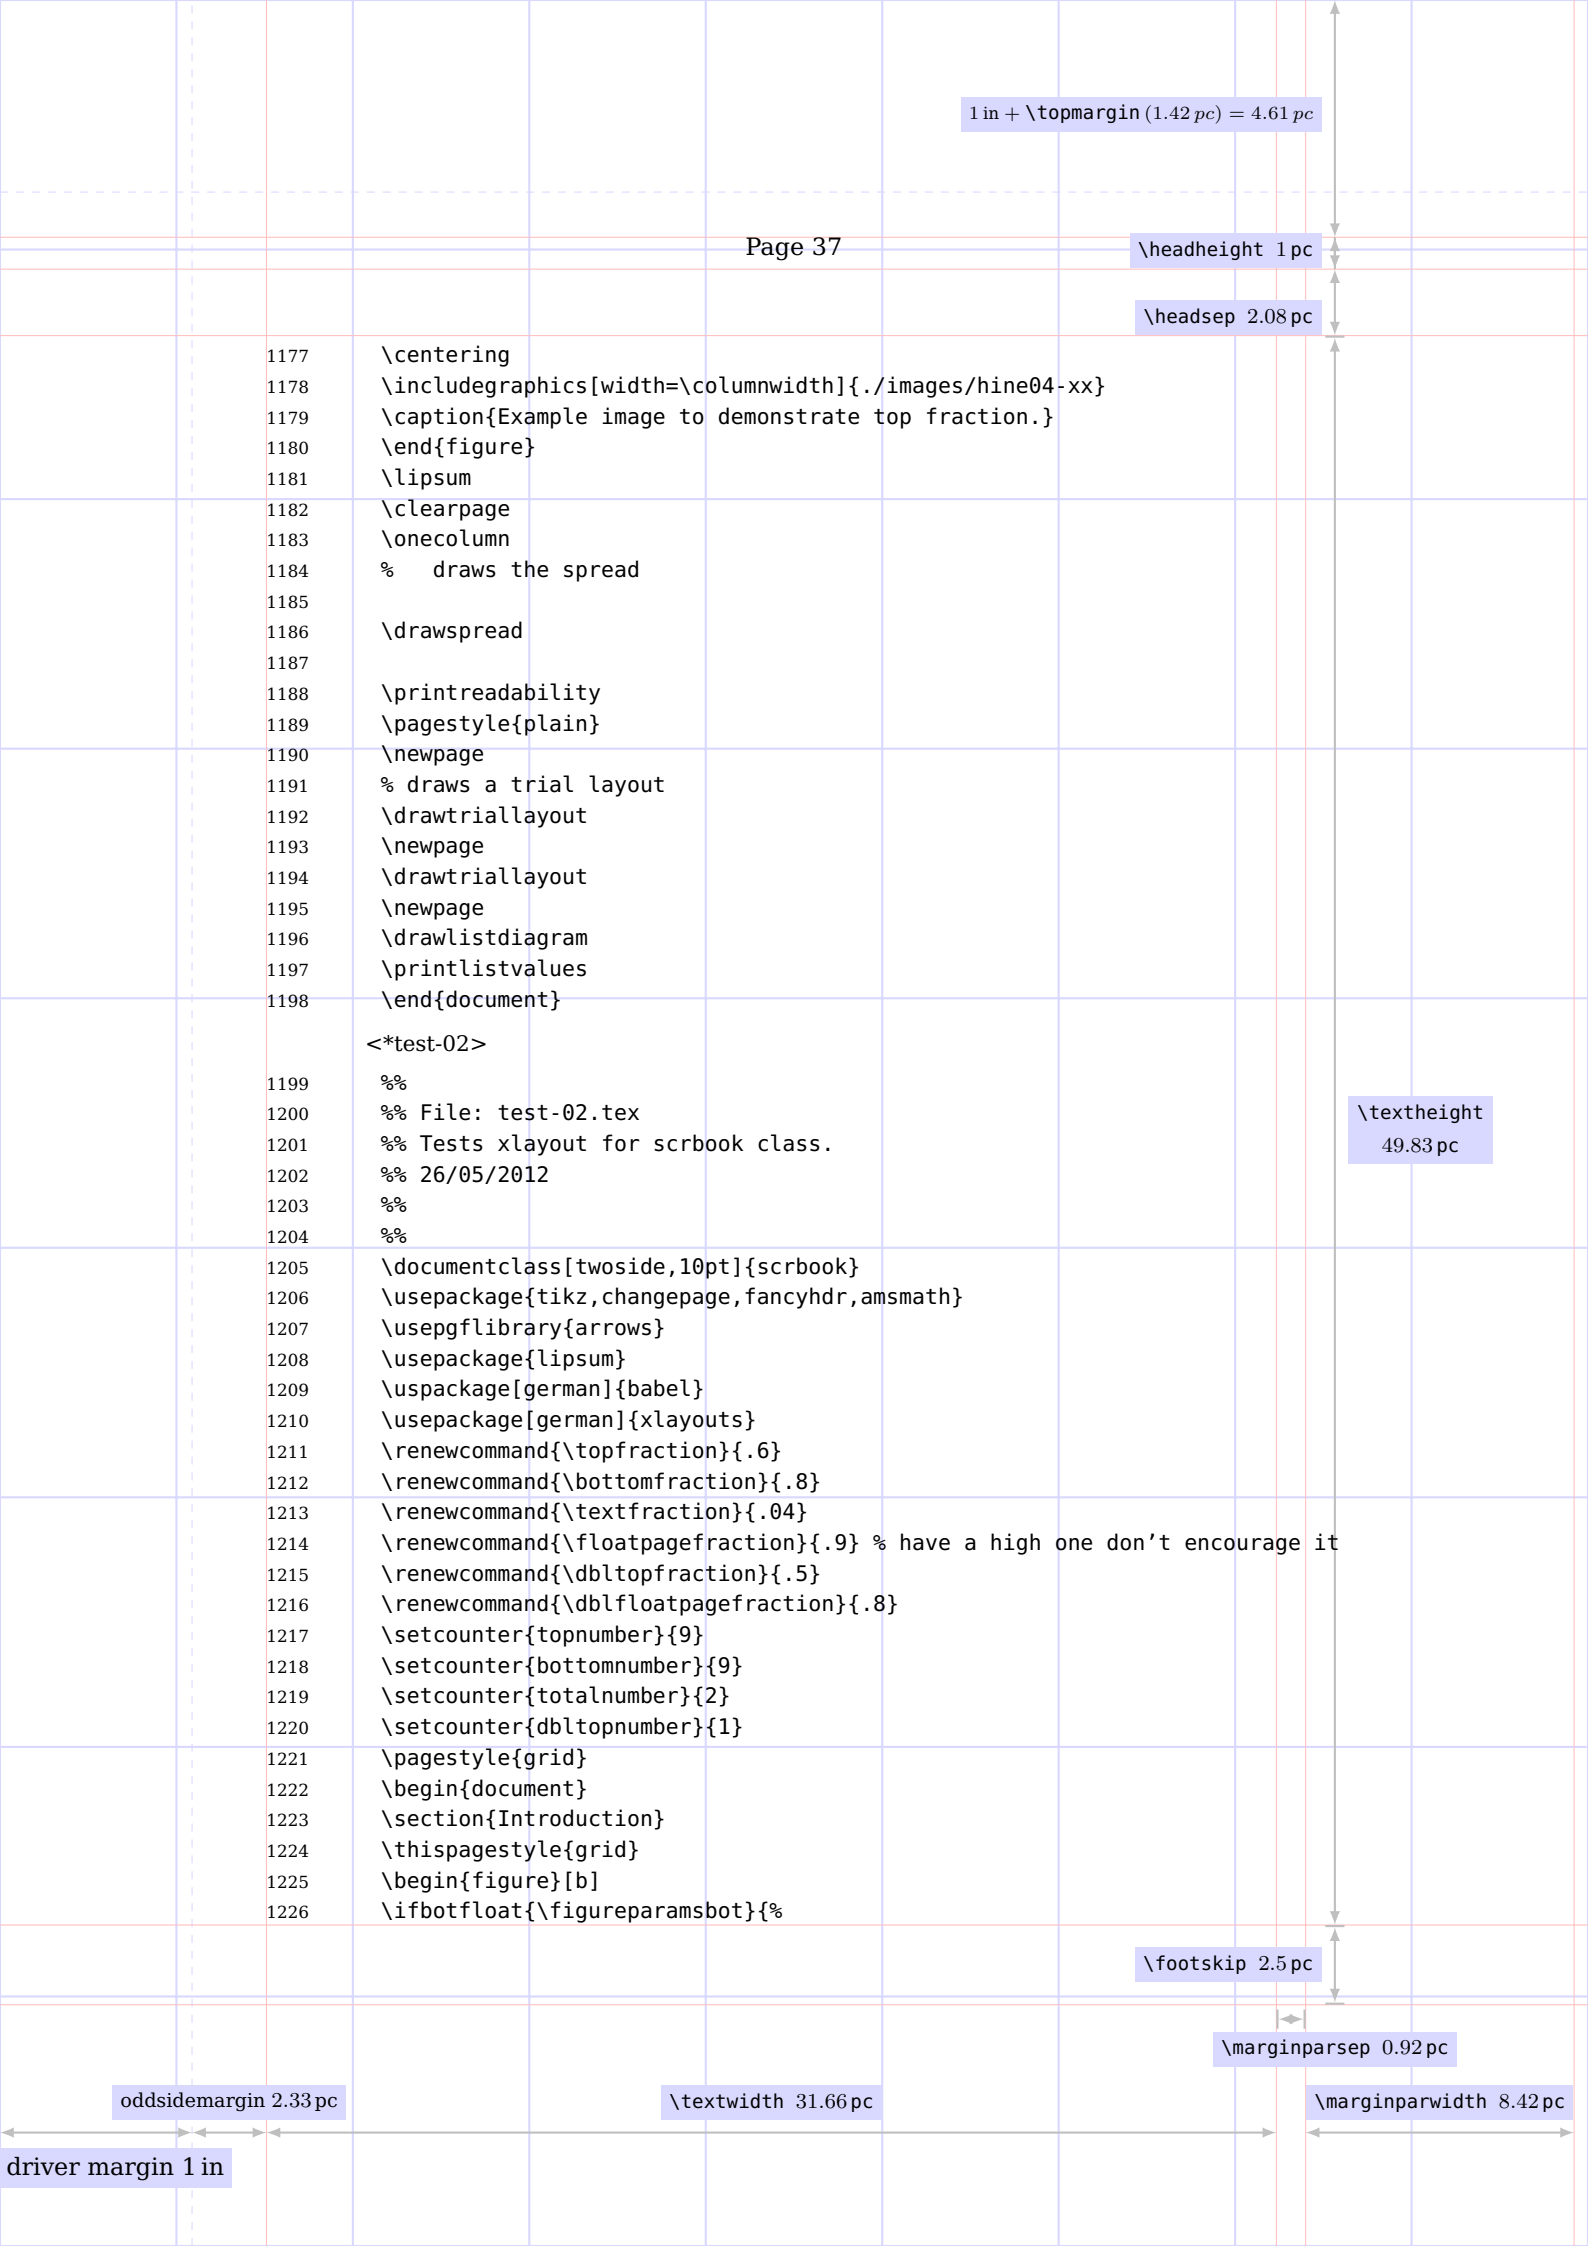 1 in + \topmargin (1.42 pc) = 4.61 pc
Page 37
\headheight 1 pc
\headsep 2.08 pc
1177 \centering
1178 \includegraphics[width=\columnwidth]{./images/hine04-xx}
1179 \caption{Example image to demonstrate top fraction.}
1180 \end{figure}
1181 \lipsum
1182 \clearpage
1183 \onecolumn
1184 %   draws the spread
1185
1186 \drawspread
1187
1188 \printreadability
1189 \pagestyle{plain}
1190 \newpage
1191 % draws a trial layout
1192 \drawtriallayout
1193 \newpage
1194 \drawtriallayout
1195 \newpage
1196 \drawlistdiagram
1197 \printlistvalues
1198 \end{document}
<*test-02>
1199 %%
1200 %% File: test-02.tex
1201 %% Tests xlayout for scrbook class.
1202 %% 26/05/2012
1203 %%
1204 %%
\textheight
49.83 pc
1205 \documentclass[twoside,10pt]{scrbook}
1206 \usepackage{tikz,changepage,fancyhdr,amsmath}
1207 \usepgflibrary{arrows}
1208 \usepackage{lipsum}
1209 \uspackage[german]{babel}
1210 \usepackage[german]{xlayouts}
1211 \renewcommand{\topfraction}{.6}
1212 \renewcommand{\bottomfraction}{.8}
1213 \renewcommand{\textfraction}{.04}
1214 \renewcommand{\floatpagefraction}{.9} % have a high one don’t encourage it
1215 \renewcommand{\dbltopfraction}{.5}
1216 \renewcommand{\dblfloatpagefraction}{.8}
1217 \setcounter{topnumber}{9}
1218 \setcounter{bottomnumber}{9}
1219 \setcounter{totalnumber}{2}
1220 \setcounter{dbltopnumber}{1}
1221 \pagestyle{grid}
1222 \begin{document}
1223 \section{Introduction}
1224 \thispagestyle{grid}
1225 \begin{figure}[b]
1226 \ifbotfloat{\figureparamsbot}{%
\footskip 2.5 pc
\marginparsep 0.92 pc
oddsidemargin 2.33 pc
\textwidth 31.66 pc
\marginparwidth 8.42 pc
driver margin 1 in